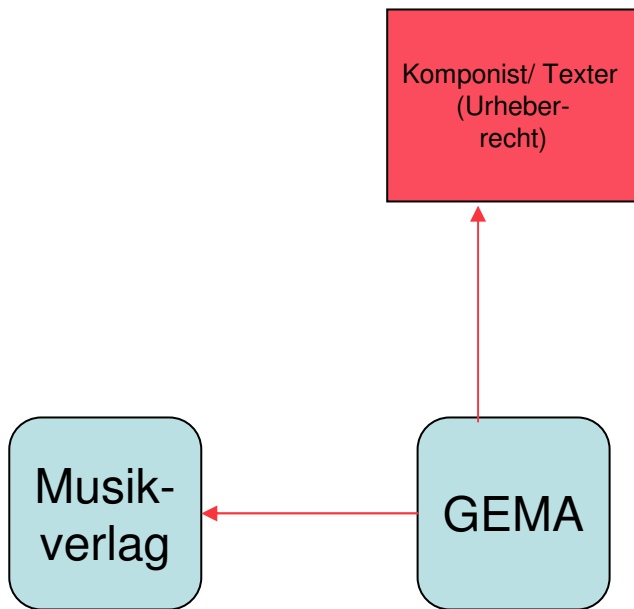 Komponist/ Texter
(Urheber-
recht)
Musik-
verlag
GEMA